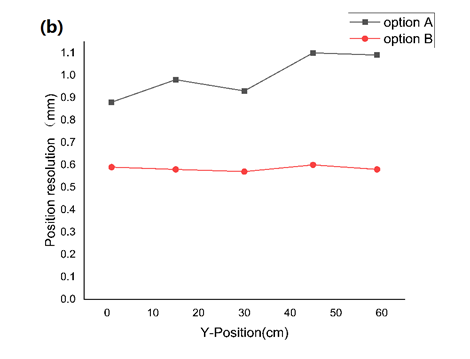 (b)
option A
option B
1.1
1.0
0.9
0.8
0.7
0.6
0.5
0.4
0.3
0.2
0.1
0.0
Position resolution（mm)
0 10 20 30 40 50 60
Y-Position(cm)